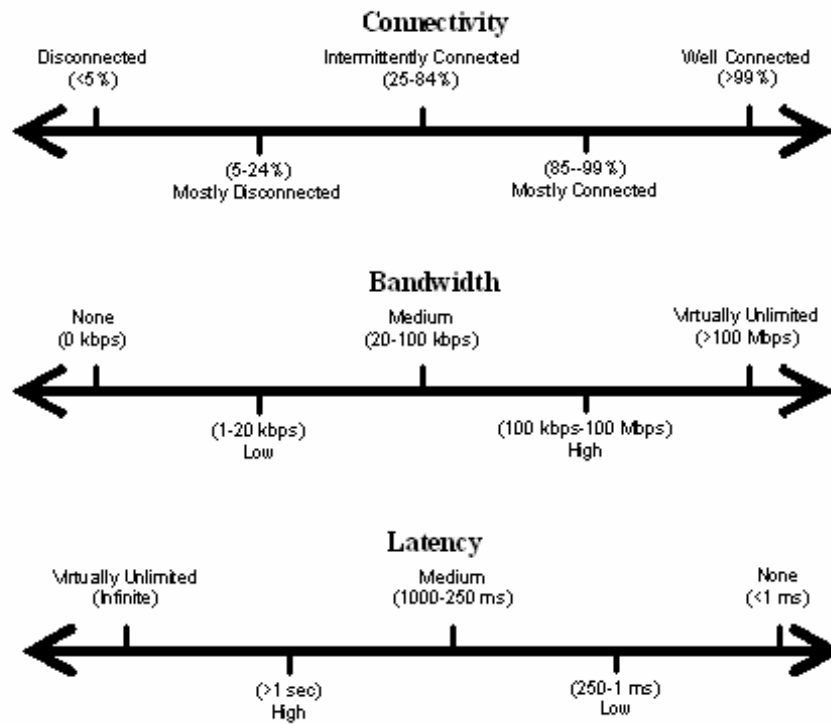 Connectivity
Disconnected Intermittently Connected Well Connected
(<5%) (25-84%) (>99%)
(5-24%) (85--99%)
Mostly Disconnected Mostly Connected
Bandwidth
None Medium Virtually Unlimited
(0 kbps) (20-100 kbps) (>100 Mbps)
(1-20 kbps) (100 kbps-100 Mbps)
Low High
Latency
Virtually Unlimited Medium None
(Infinite) (1000-250 ms) (<1 ms)
(>1 sec) (250-1 ms)
High Low